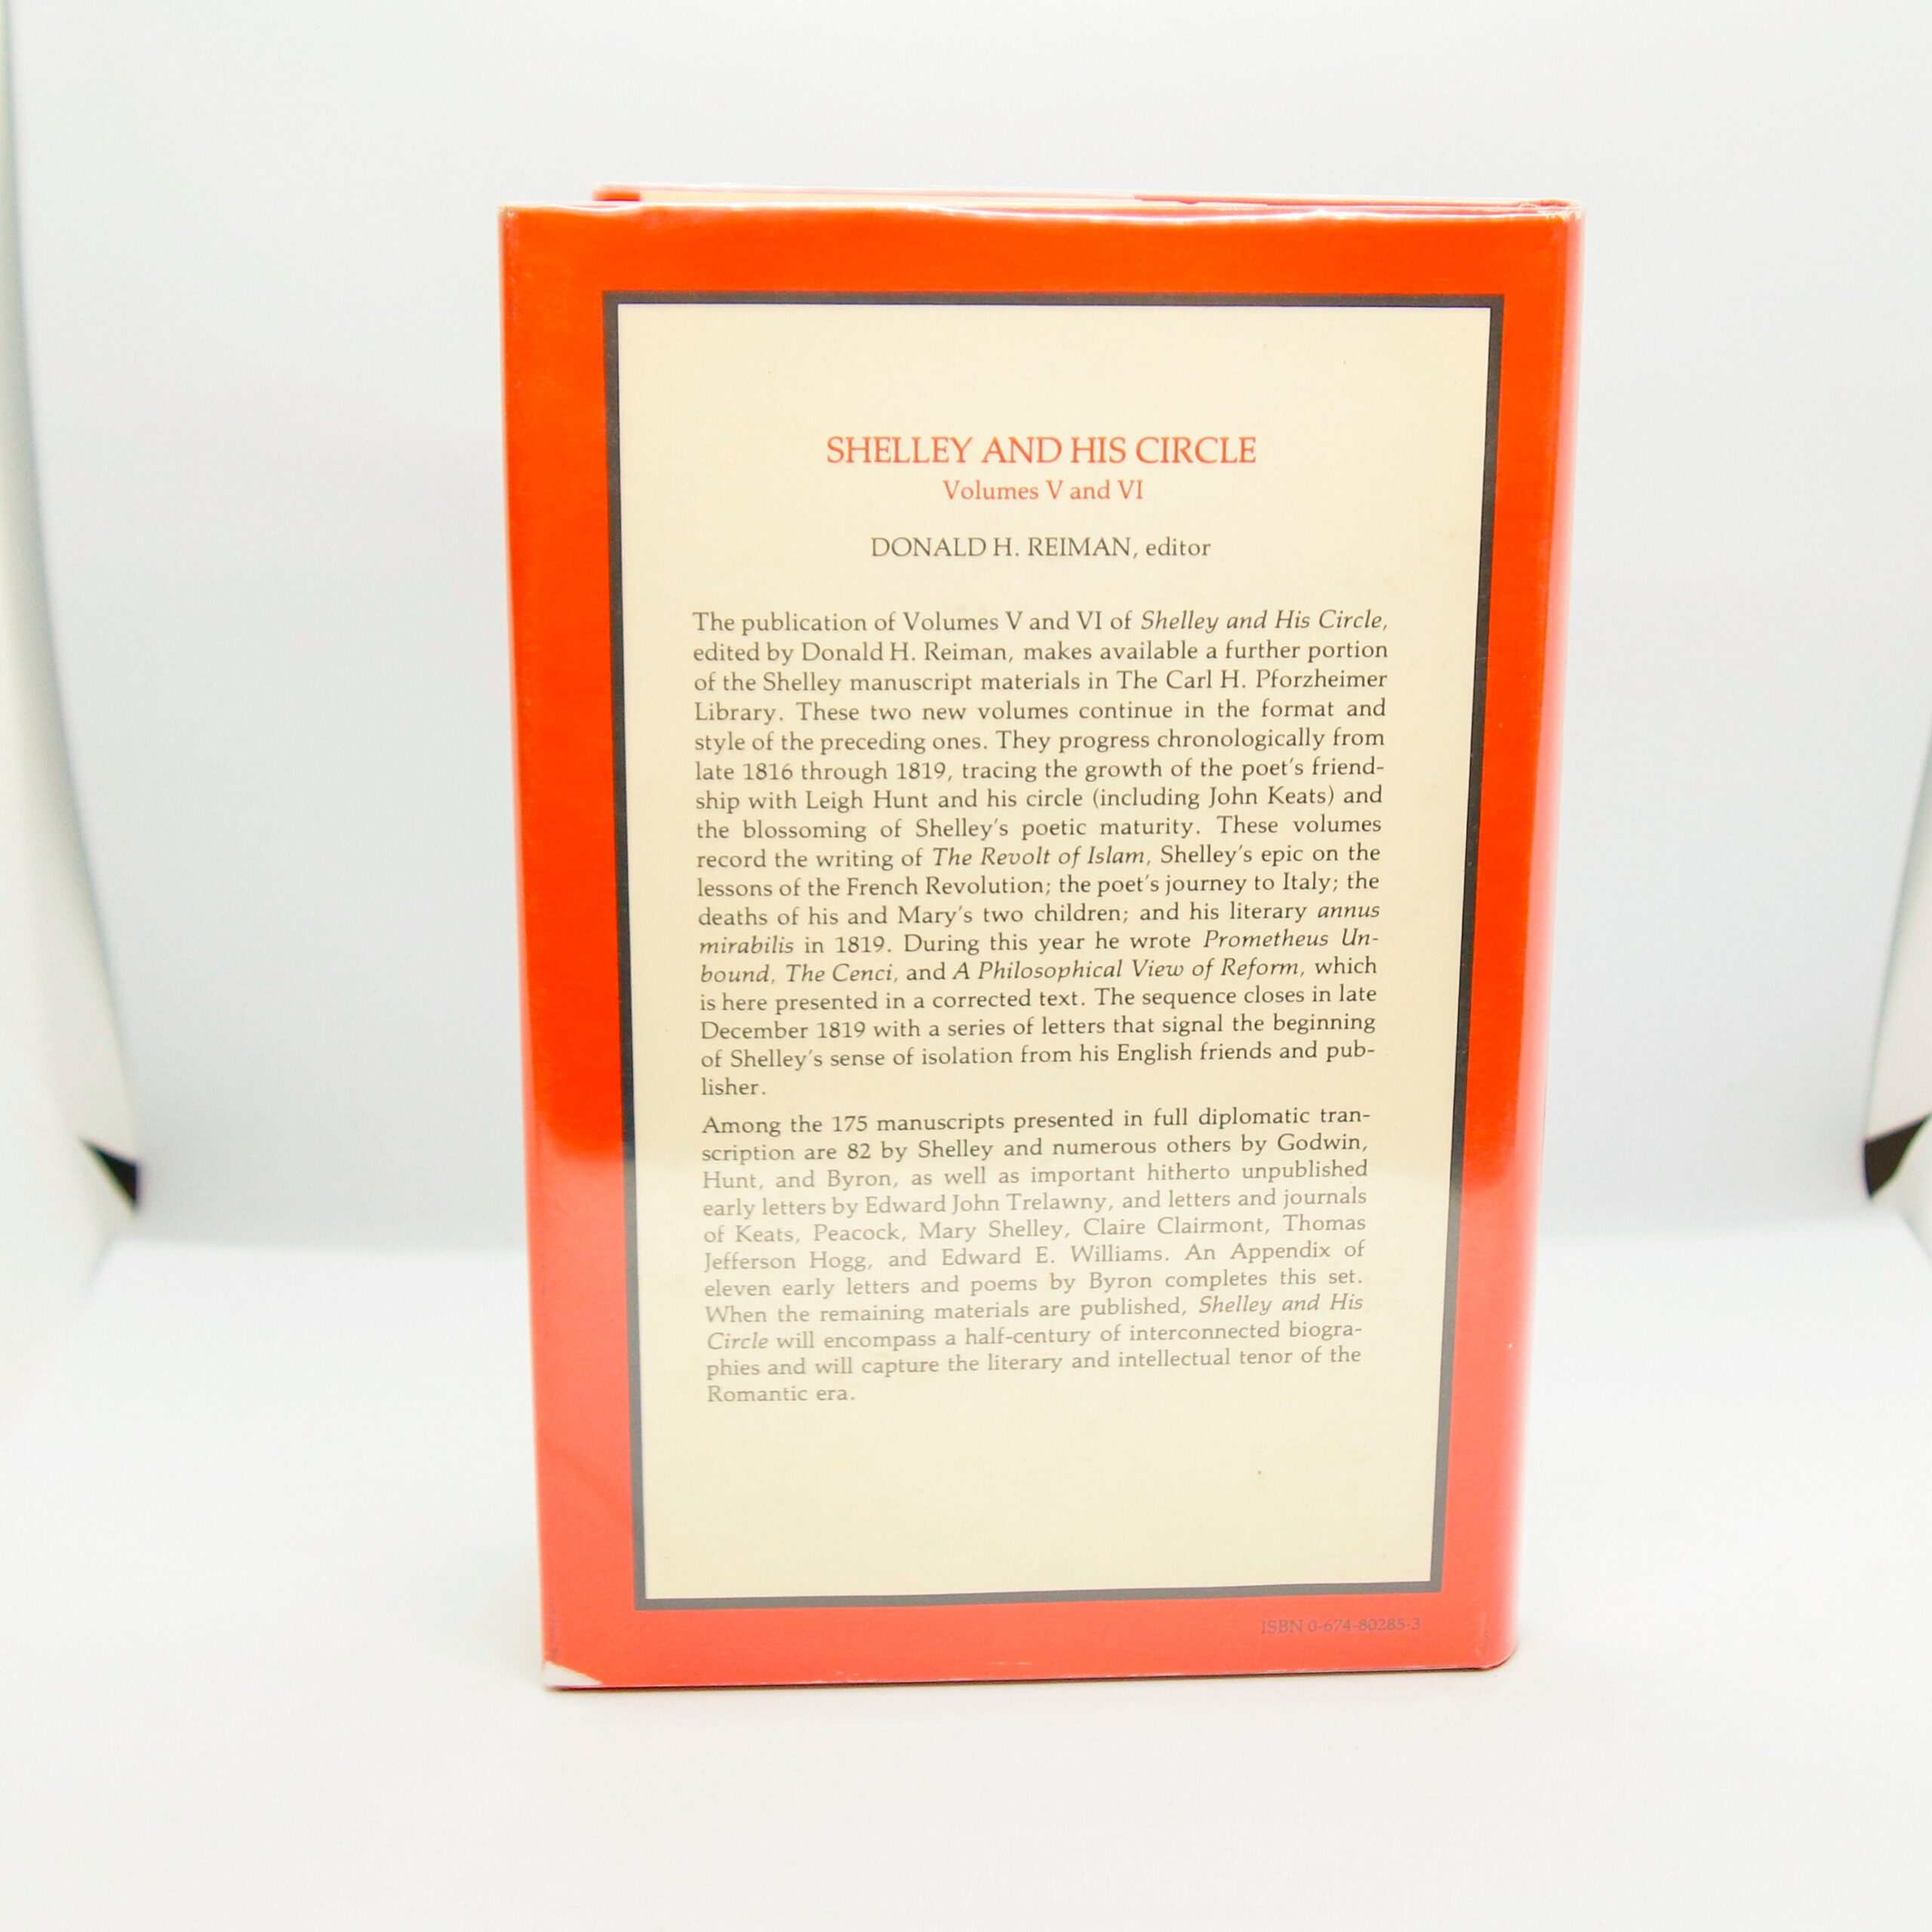 SHELLEY AND HIS CIRCLE
Volumes V and VI
DONALD H. REIMAN, editor
The publication of Volumes V and VI of Shelley and His Circle,
edited by Donald H. Reiman, makes available a further portion
of the Shelley manuscript materials in The Carl H. Pforzheimer
Library. These two new volumes continue in the format and
style of the preceding ones. They progress chronologically from
late 1816 through 1819, tracing the growth of the poet's friend-
ship with Leigh Hunt and his circle (including John Keats) and
the blossoming of Shelley's poetic maturity. These volumes
record the writing of The Revolt of Islam, Shelley's epic on the
lessons of the French Revolution; the poet's journey to Italy; the
deaths of his and Mary's two children; and his literary annus
mirabilis in 1819. During this year he wrote Prometheus Un-
bound, The Cenci, and A Philosophical View of Reform, which
is here presented in a corrected text. The sequence closes in late
December 1819 with a series of letters that signal the beginning
of Shelley's sense of isolation from his English friends and pub-
lisher.
Among the 175 manuscripts presented in full diplomatic tran-
scription are 82 by Shelley and numerous others by Godwin,
Hunt, and Byron, as well as important hitherto unpublished
early letters by Edward John Trelawny, and letters and journals
of Keats, Peacock, Mary Shelley, Claire Clairmont, Thomas
Jefferson Hogg, and Edward E. Williams. An Appendix of
eleven early letters and poems by Byron completes this set.
When the remaining materials are published, Shelley and His
Circle will encompass a half-century of interconnected biogra-
phies and will capture the literary and intellectual tenor of the
Romantic era.
ISBN 0-674-80285-3